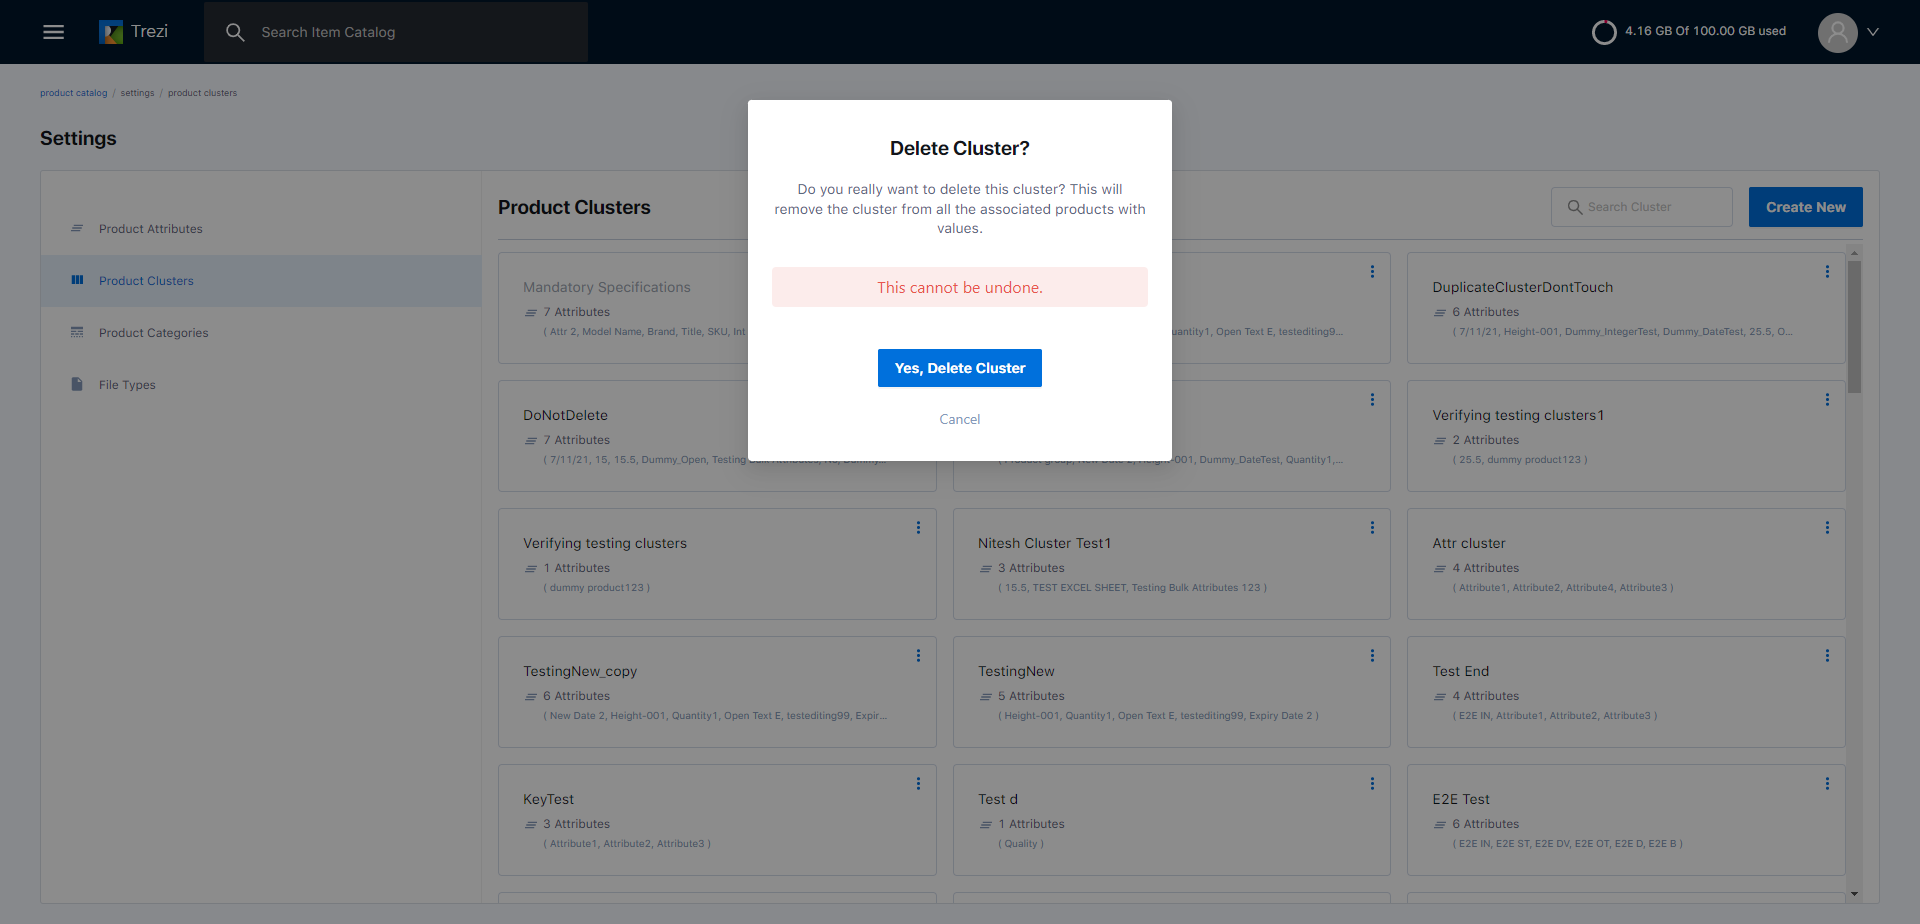 Trezi
Search Item Catalog
4.16 GB Of 100.00 GB used
product catalog / settings / product clusters
Settings
Product Attributes
Product Clusters
Product Categories
File Types
Product Clusters
Search Cluster
Create New
Delete Cluster?
Do you really want to delete this cluster? This will
remove the cluster from all the associated products with
values.
This cannot be undone.
Yes, Delete Cluster
Cancel
Mandatory Specifications
7 Attributes
( Attr 2, Model Name, Brand, Title, SKU, Int
Open Text E, testediting9...
DuplicateClusterDontTouch
6 Attributes
( 7/11/21, Height-001, Dummy_IntegerTest, Dummy_DateTest, 25.5, O...
DoNotDelete
7 Attributes
( 7/11/21, 15, 15.5, Dummy_Open, Testing
Dummy_DateTest, Quantity1,...
Verifying testing clusters1
2 Attributes
( 25.5, dummy product123 )
Verifying testing clusters
1 Attributes
( dummy product123 )
Nitesh Cluster Test1
3 Attributes
( 15.5, TEST EXCEL SHEET, Testing Bulk Attributes 123 )
Attr cluster
4 Attributes
( Attribute1, Attribute2, Attribute4, Attribute3 )
TestingNew_copy
6 Attributes
( New Date 2, Height-001, Quantity1, Open Text E, testediting99, Expir...
TestingNew
5 Attributes
( Height-001, Quantity1, Open Text E, testediting99, Expiry Date 2 )
Test End
4 Attributes
( E2E IN, Attribute1, Attribute2, Attribute3 )
KeyTest
3 Attributes
( Attribute1, Attribute2, Attribute3 )
Test d
1 Attributes
( Quality )
E2E Test
6 Attributes
( E2E IN, E2E ST, E2E DV, E2E OT, E2E D, E2E B )